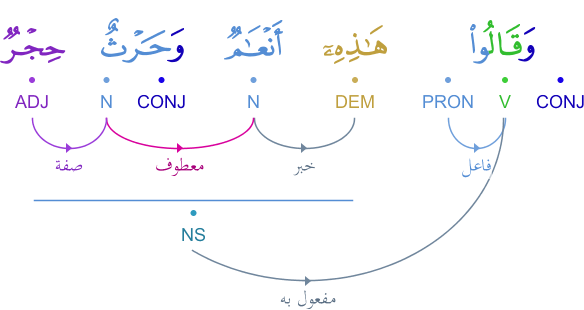 وَقَالُوا۟ هَـٰذِهِۦٓ أَنْعَـٰمٌ وَحَرْثٌ حِجْرٌ
CONJ V PRON DEM N CONJ N ADJ
فاعل خبر معطوف صفة
NS
مفعول به